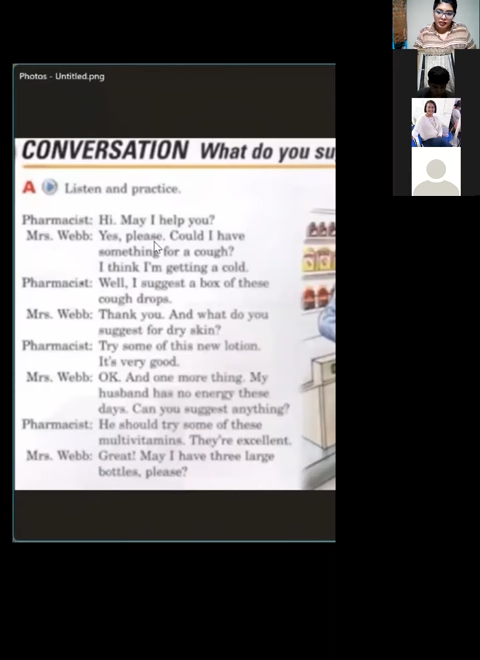 Photos - Untitled.png
CONVERSATION What do you su
A Listen and practice.
Pharmacist: Hi. May I help you?
Mrs. Webb: Yes, please. Could I have
something for a cough?
I think I'm getting a cold.
Pharmacist: Well, I suggest a box of these
cough drops.
Mrs. Webb: Thank you. And what do you
suggest for dry skin?
Pharmacist: Try some of this new lotion.
It's very good.
Mrs. Webb: OK. And one more thing. My
husband has no energy these
days. Can you suggest anything?
Pharmacist: He should try some of these
multivitamins. They're excellent.
Mrs. Webb: Great! May I have three large
bottles, please?